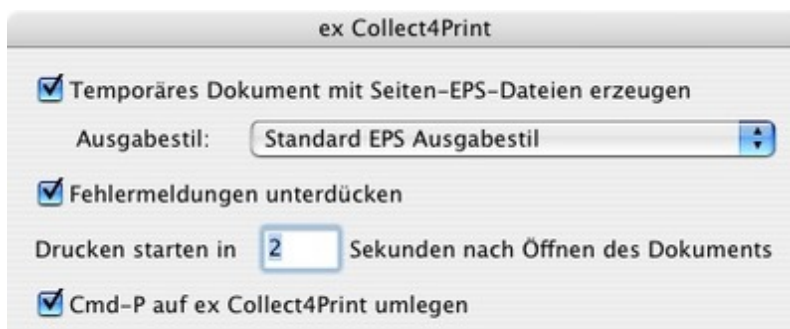 ex Collect4Print
Temporäres Dokument mit Seiten-EPS-Dateien erzeugen
Ausgabestil: Standard EPS Ausgabestil
Fehlermeldungen unterdücken
Drucken starten in 2 Sekunden nach Öffnen des Dokuments
Cmd-P auf ex Collect4Print umlegen